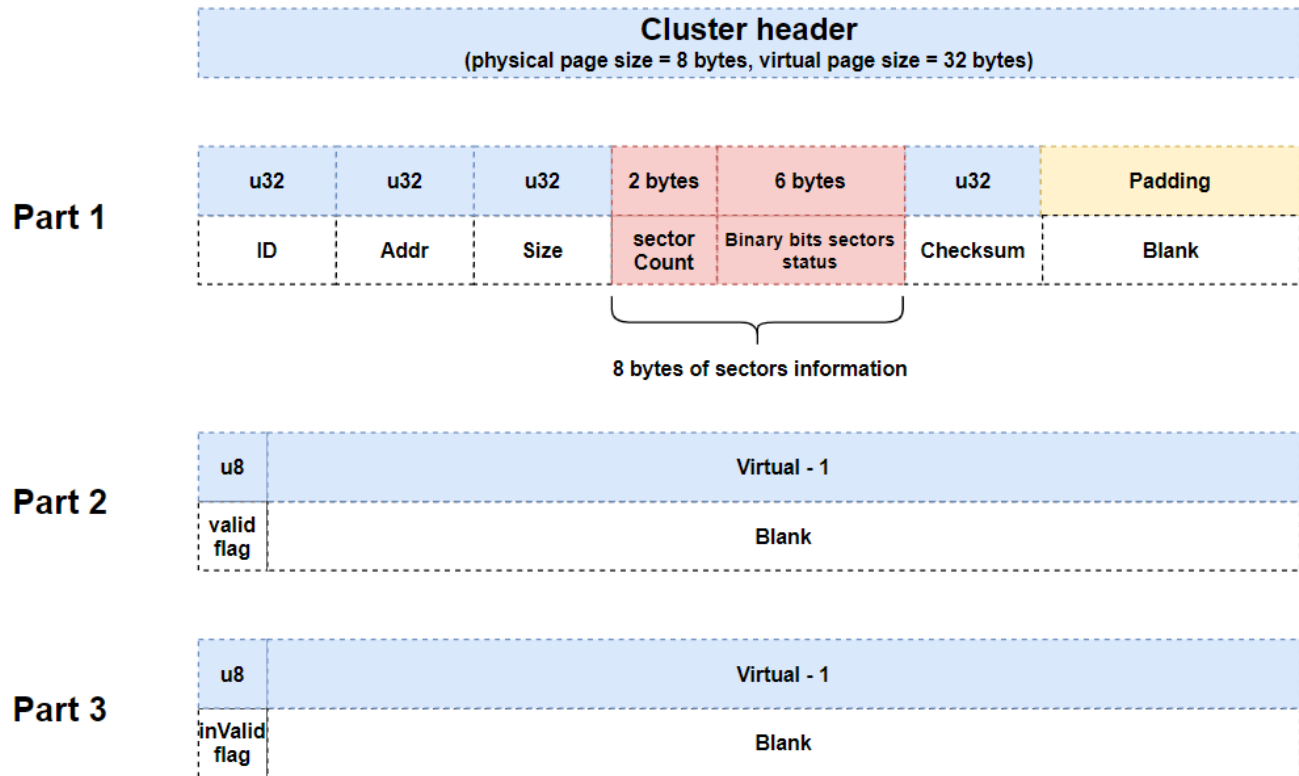 Cluster header
(physical page size = 8 bytes, virtual page size = 32 bytes)
Part 1
u32 u32 u32 2 bytes 6 bytes u32 Padding
ID Addr Size sector Count Binary bits sectors status Checksum Blank
8 bytes of sectors information
Part 2
u8 Virtual - 1
valid flag Blank
Part 3
u8 Virtual - 1
inValid flag Blank